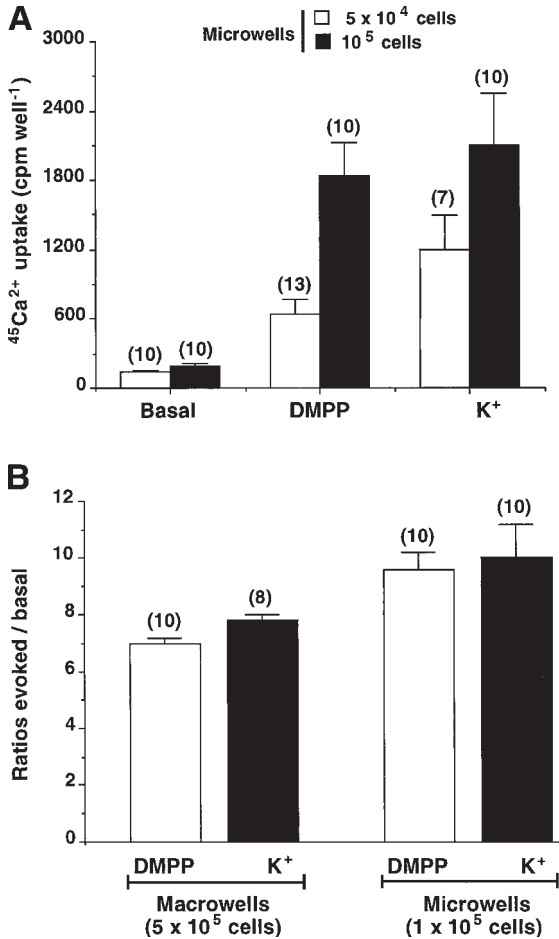 A
Microwells
5 x 10⁴ cells
10⁵ cells
⁴⁵Ca²⁺ uptake (cpm well⁻¹)
3000
2400
1800
1200
600
0
(10)
(10)
(13)
(10)
(7)
(10)
Basal
DMPP
K⁺
B
Ratios evoked / basal
12
10
8
6
4
2
0
(10)
(8)
(10)
(10)
DMPP
K⁺
DMPP
K⁺
Macrowells
(5 x 10⁵ cells)
Microwells
(1 x 10⁵ cells)